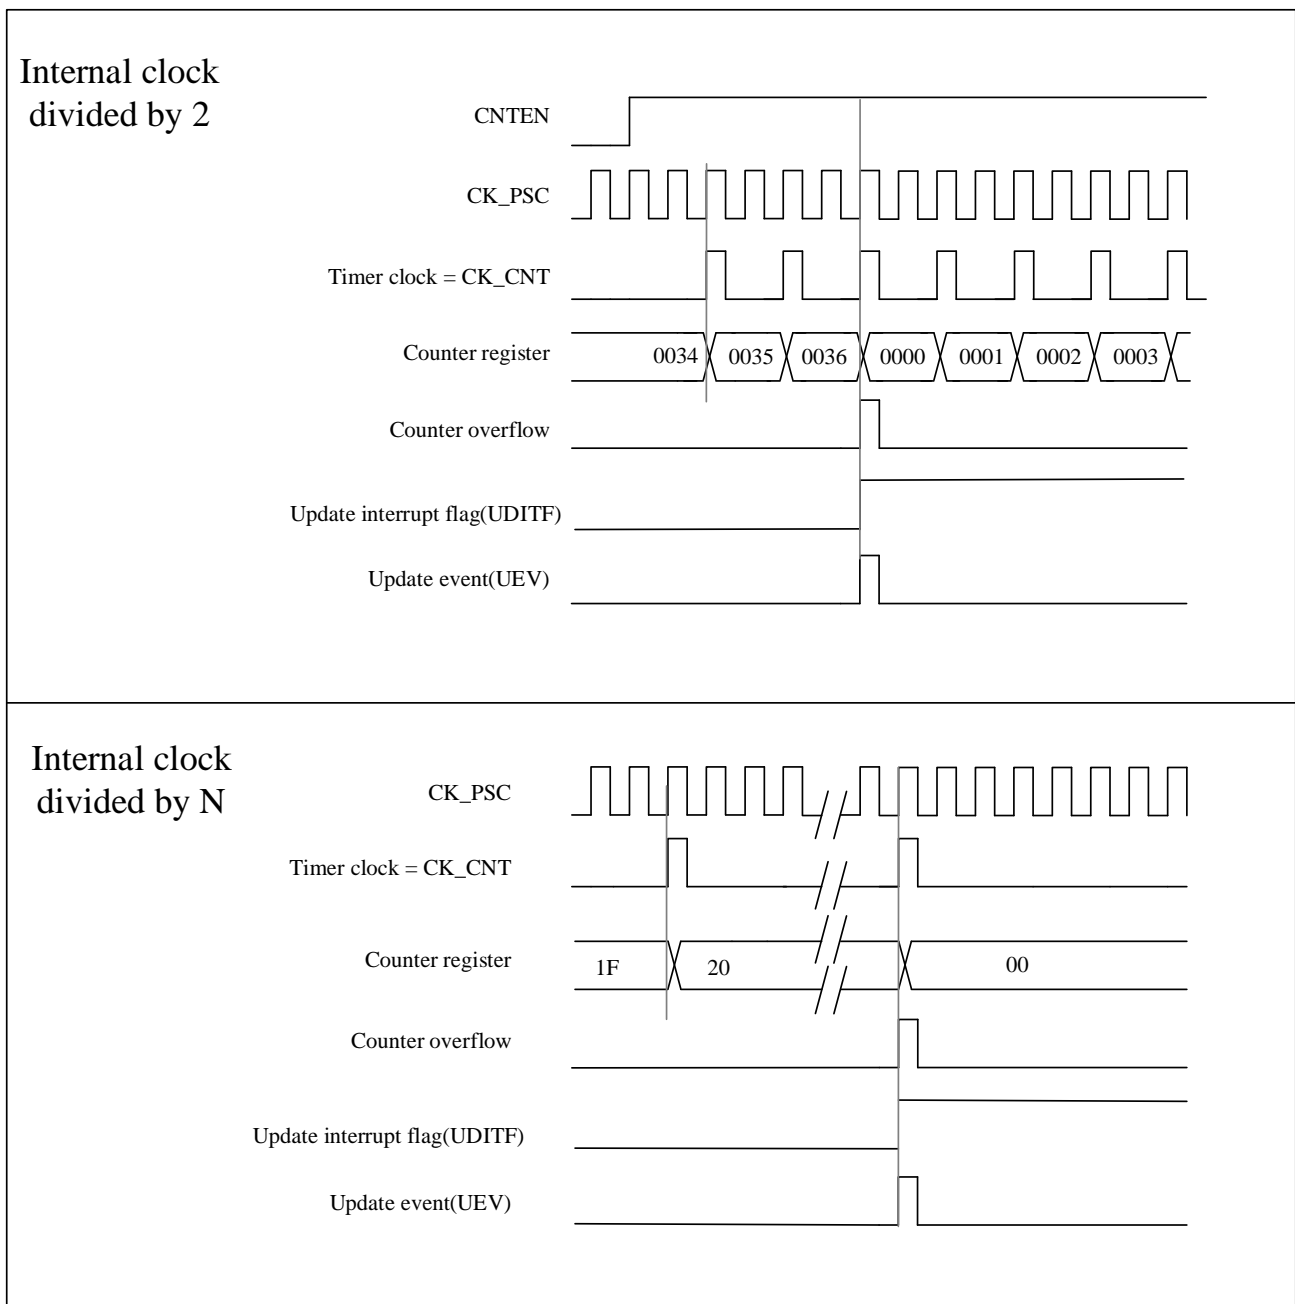 Internal clock
divided by 2
CNTEN
CK_PSC
Timer clock = CK_CNT
Counter register
0034 0035 0036 0000 0001 0002 0003
Counter overflow
Update interrupt flag(UDITF)
Update event(UEV)
Internal clock
divided by N
CK_PSC
Timer clock = CK_CNT
Counter register
1F 20 00
Counter overflow
Update interrupt flag(UDITF)
Update event(UEV)